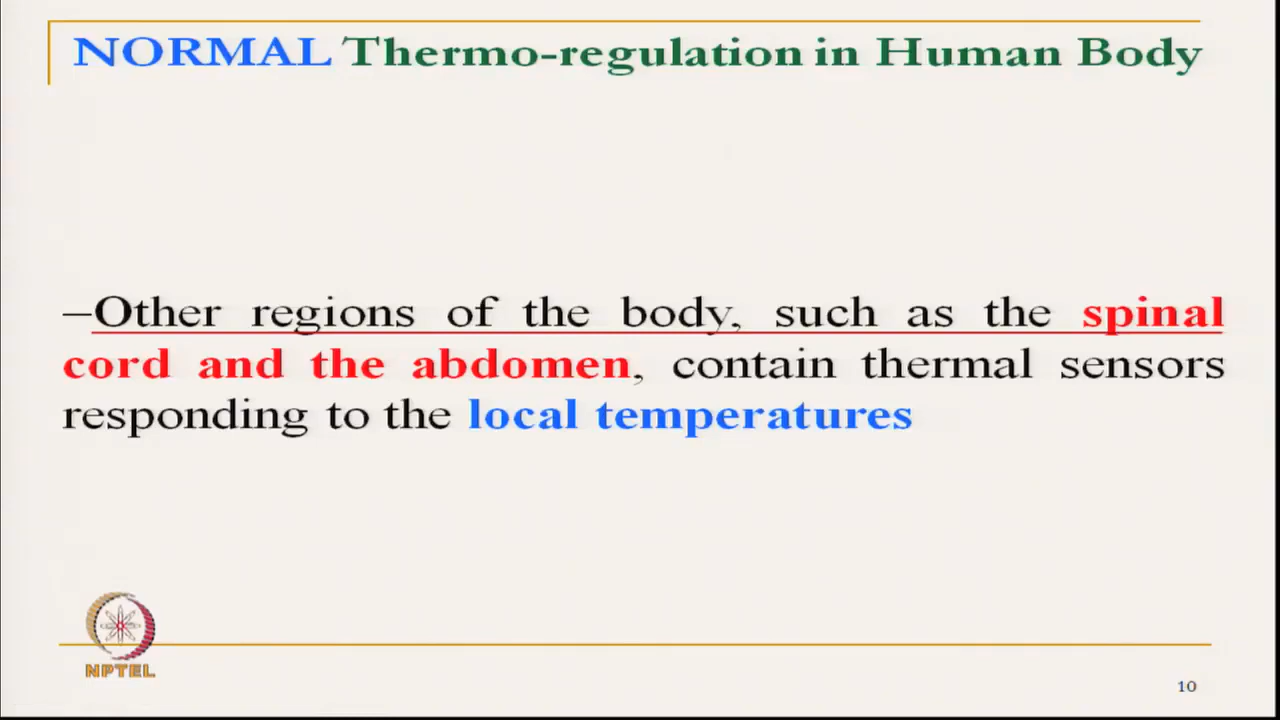 NORMAL Thermo-regulation in Human Body
–Other regions of the body, such as the spinal
cord and the abdomen, contain thermal sensors
responding to the local temperatures
NPTEL
10